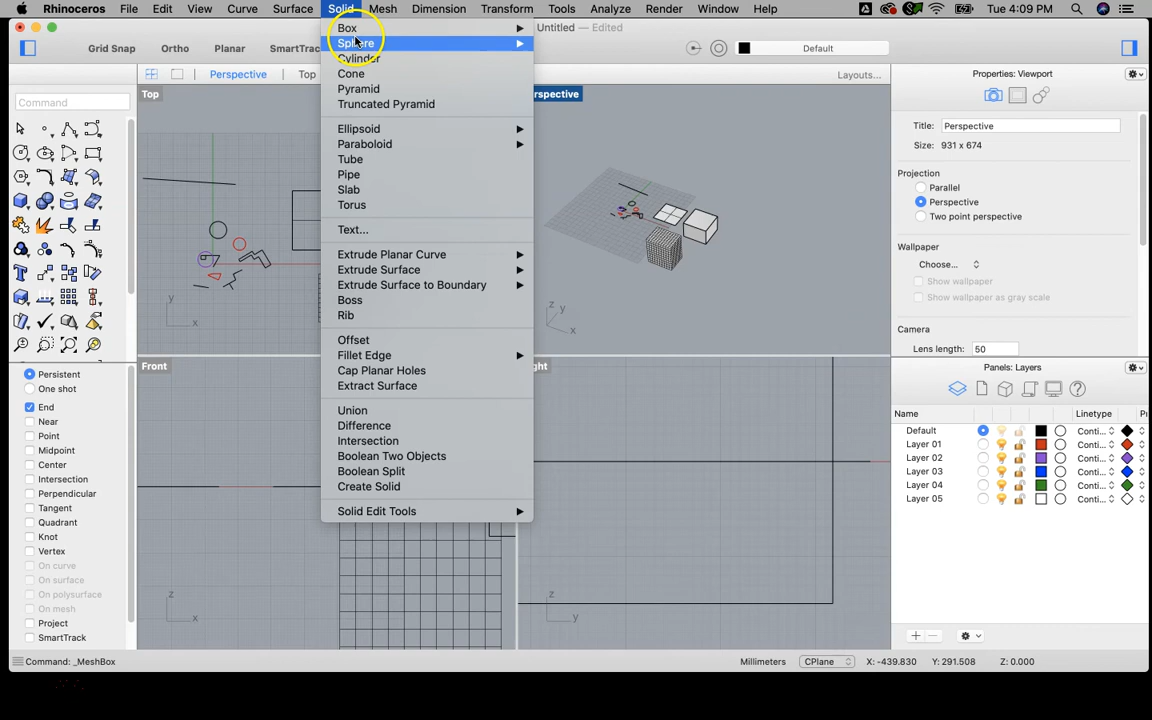 Rhinoceros File Edit View Curve Surface Solid Mesh Dimension Transform Tools Analyze Render Window Help Tue 4:09 PM
Untitled — Edited
Grid Snap Ortho Planar SmartTrac Default
Perspective Top Layouts...
Command
Top
rspective
Front
ght
y
x
z
y
x
z
x
z
y
Box
Sphere
Cylinder
Cone
Pyramid
Truncated Pyramid
Ellipsoid
Paraboloid
Tube
Pipe
Slab
Torus
Text...
Extrude Planar Curve
Extrude Surface
Extrude Surface to Boundary
Boss
Rib
Offset
Fillet Edge
Cap Planar Holes
Extract Surface
Union
Difference
Intersection
Boolean Two Objects
Boolean Split
Create Solid
Solid Edit Tools
Persistent
One shot
End
Near
Point
Midpoint
Center
Intersection
Perpendicular
Tangent
Quadrant
Knot
Vertex
On curve
On surface
On polysurface
On mesh
Project
SmartTrack
Properties: Viewport
Title: Perspective
Size: 931 x 674
Projection
Parallel
Perspective
Two point perspective
Wallpaper
Choose...
Show wallpaper
Show wallpaper as gray scale
Camera
Lens length: 50
Panels: Layers
Name Linetype Pr
Default Conti...
Layer 01 Conti...
Layer 02 Conti...
Layer 03 Conti...
Layer 04 Conti...
Layer 05 Conti...
Command: _MeshBox Millimeters CPlane X: -439.830 Y: 291.508 Z: 0.000